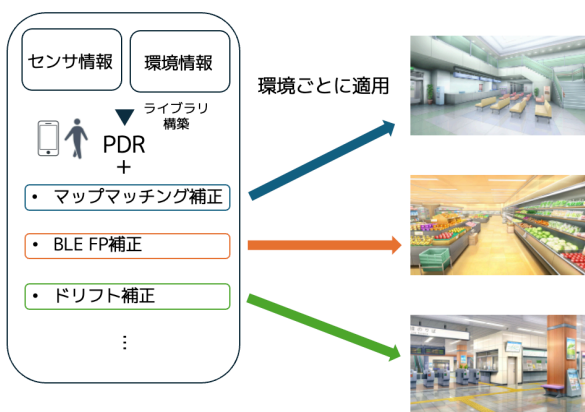 センサ情報
環境情報
ライブラリ
構築
PDR
+
• マップマッチング補正
• BLE FP補正
• ドリフト補正
⋮
環境ごとに適用